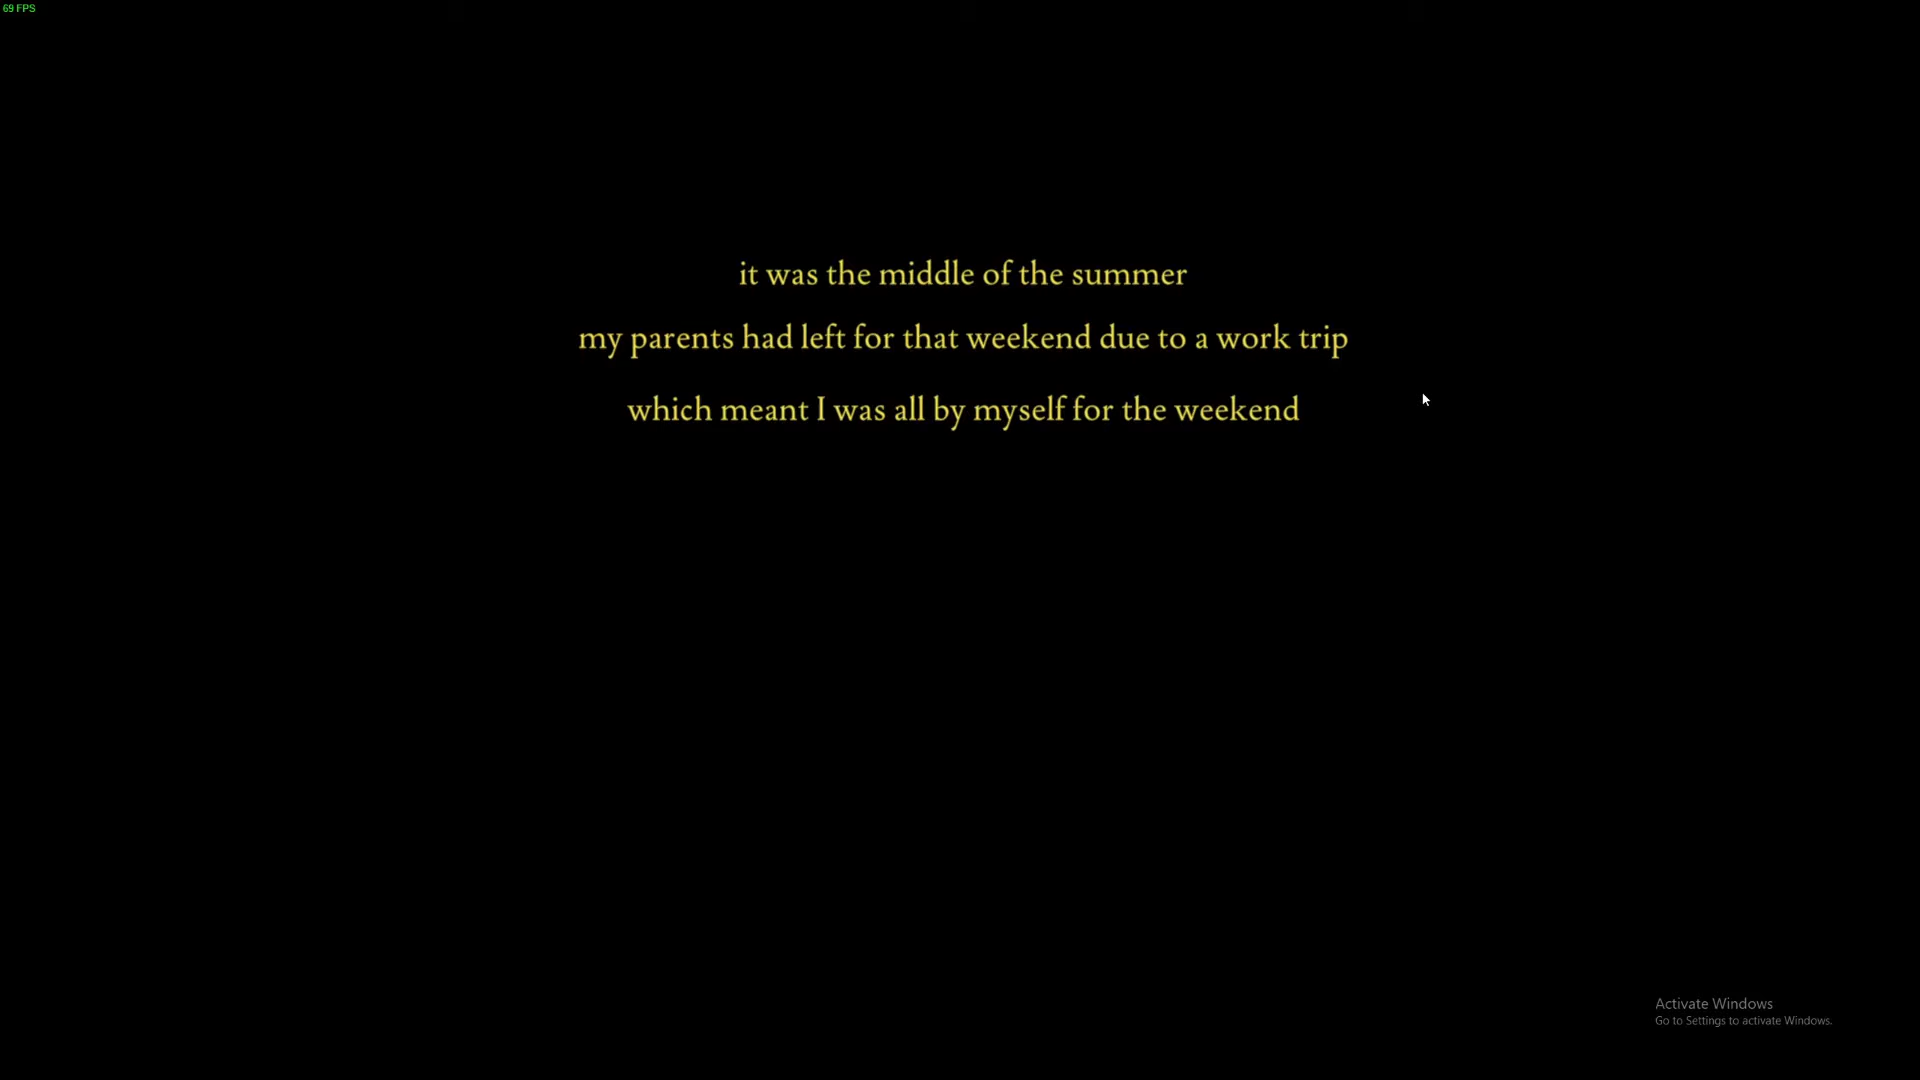 69 FPS
it was the middle of the summer
my parents had left for that weekend due to a work trip
which meant I was all by myself for the weekend
Activate Windows
Go to Settings to activate Windows.